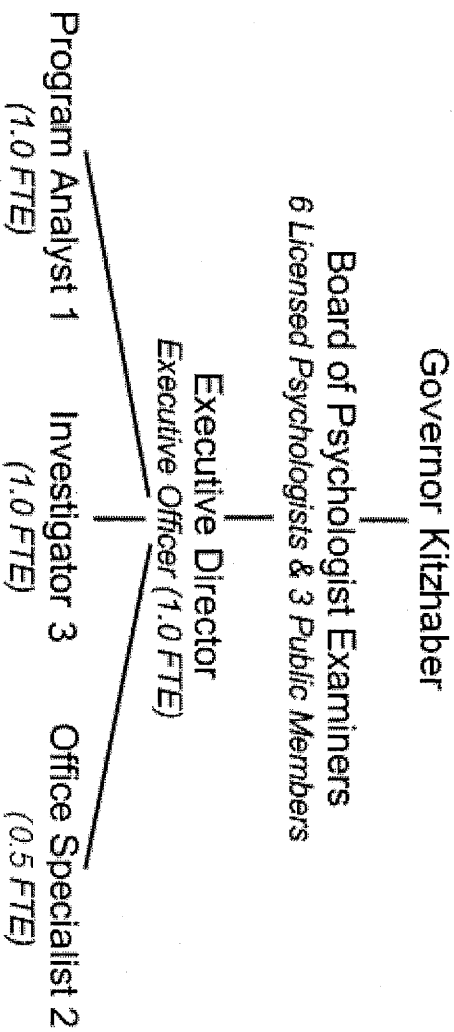 Governor Kitzhaber
Board of Psychologist Examiners
6 Licensed Psychologists & 3 Public Members
Executive Director
Executive Officer (1.0 FTE)
Program Analyst 1
(1.0 FTE)
Investigator 3
(1.0 FTE)
Office Specialist 2
(0.5 FTE)